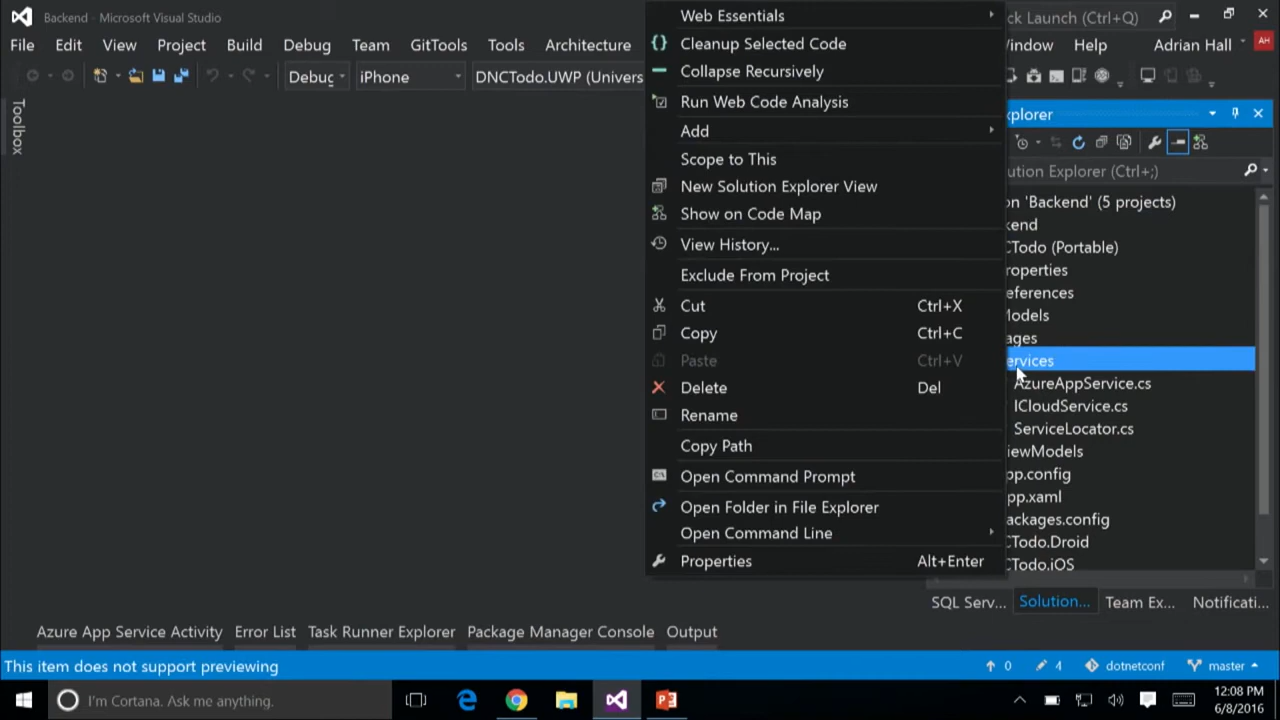 Backend - Microsoft Visual Studio
ck Launch (Ctrl+Q)
File Edit View Project Build Debug Team GitTools Tools Architecture
indow Help Adrian Hall AH
Debug iPhone DNCTodo.UWP (Univers
Toolbox
Web Essentials
Cleanup Selected Code
Collapse Recursively
Run Web Code Analysis
Add
Scope to This
New Solution Explorer View
Show on Code Map
View History...
Exclude From Project
Cut Ctrl+X
Copy Ctrl+C
Paste Ctrl+V
Delete Del
Rename
Copy Path
Open Command Prompt
Open Folder in File Explorer
Open Command Line
Properties Alt+Enter
xplorer
ution Explorer (Ctrl+;)
on 'Backend' (5 projects)
kend
CTodo (Portable)
roperties
eferences
Models
ages
ervices
AzureAppService.cs
ICloudService.cs
ServiceLocator.cs
iewModels
pp.config
pp.xaml
ackages.config
CTodo.Droid
CTodo.iOS
SQL Serv... Solution... Team Ex... Notificati...
Azure App Service Activity Error List Task Runner Explorer Package Manager Console Output
This item does not support previewing
0 4 dotnetconf master
I'm Cortana. Ask me anything.
12:08 PM
6/8/2016